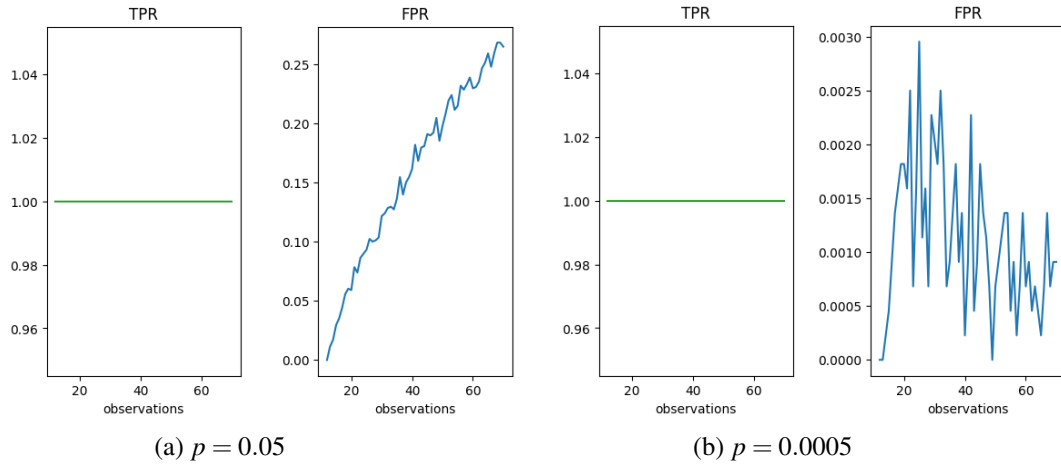 TPR
1.04
1.02
1.00
0.98
0.96
20 40 60
observations
FPR
0.25
0.20
0.15
0.10
0.05
0.00
20 40 60
observations
(a) p = 0.05
TPR
1.04
1.02
1.00
0.98
0.96
20 40 60
observations
FPR
0.0030
0.0025
0.0020
0.0015
0.0010
0.0005
0.0000
20 40 60
observations
(b) p = 0.0005